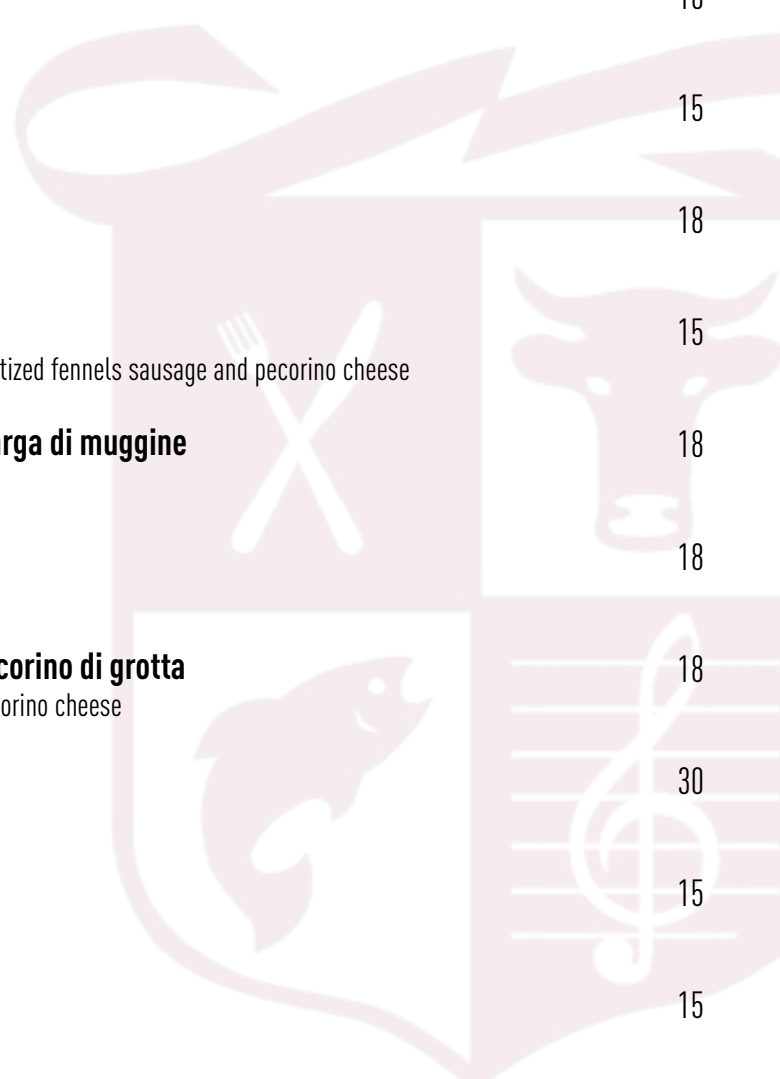 15
18
15
tized fennels sausage and pecorino cheese
arga di muggine 18
18
corino di grotta 18
orino cheese
30
15
15